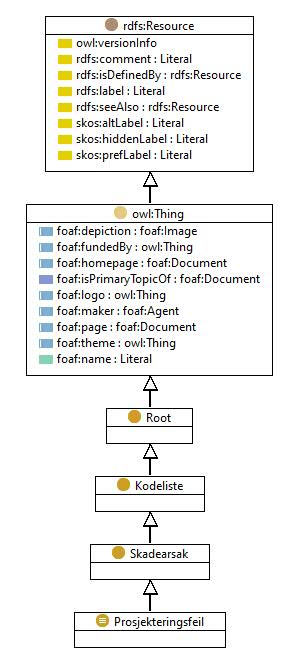 rdfs:Resource
owl:versionInfo
rdfs:comment : Literal
rdfs:isDefinedBy : rdfs:Resource
rdfs:label : Literal
rdfs:seeAlso : rdfs:Resource
skos:altLabel : Literal
skos:hiddenLabel : Literal
skos:prefLabel : Literal
owl:Thing
foaf:depiction : foaf:Image
foaf:fundedBy : owl:Thing
foaf:homepage : foaf:Document
foaf:isPrimaryTopicOf : foaf:Document
foaf:logo : owl:Thing
foaf:maker : foaf:Agent
foaf:page : foaf:Document
foaf:theme : owl:Thing
foaf:name : Literal
Root
Kodeliste
Skadearsak
Prosjekteringsfeil